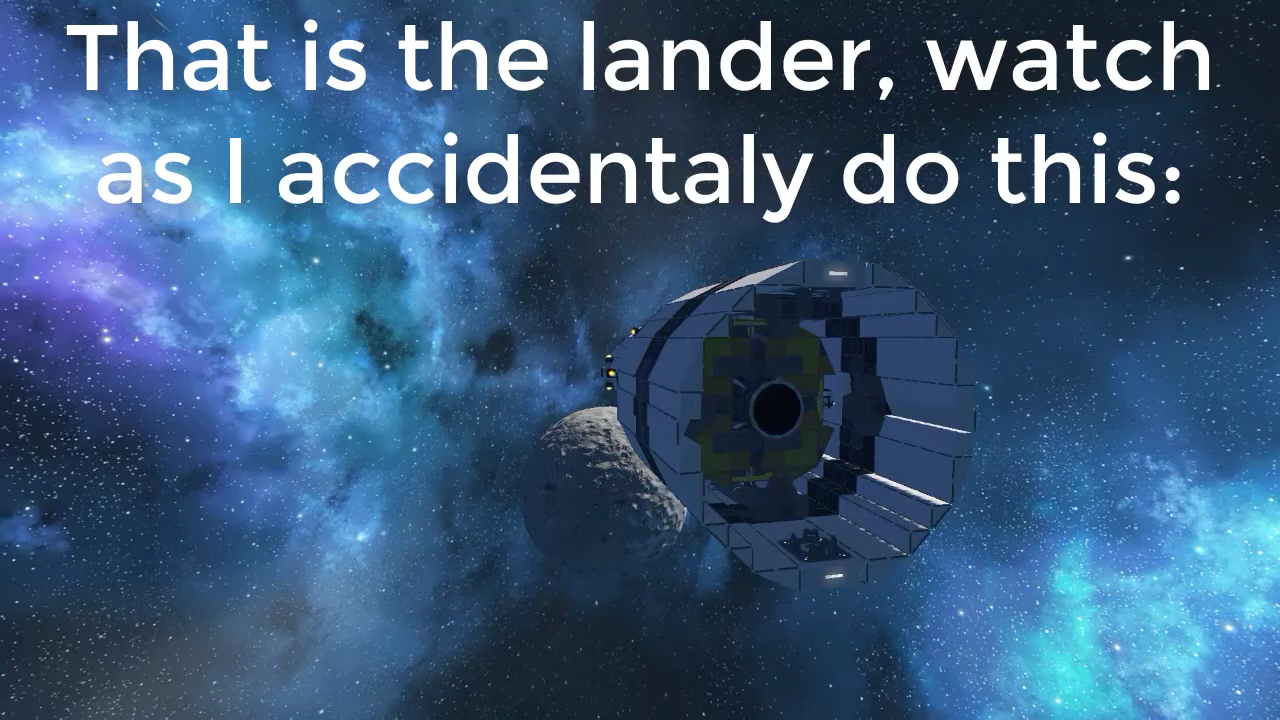 That is the lander, watch
as I accidentaly do this: